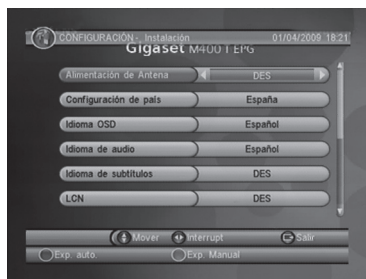 CONFIGURACIÓN - Instalación 01/04/2009 18:21
Gigaset M400 T EPG
Alimentación de Antena DES
Configuración de país España
Idioma OSD Español
Idioma de audio Español
Idioma de subtítulos DES
LCN DES
Mover Interrupt Salir
Exp. auto. Exp. Manual